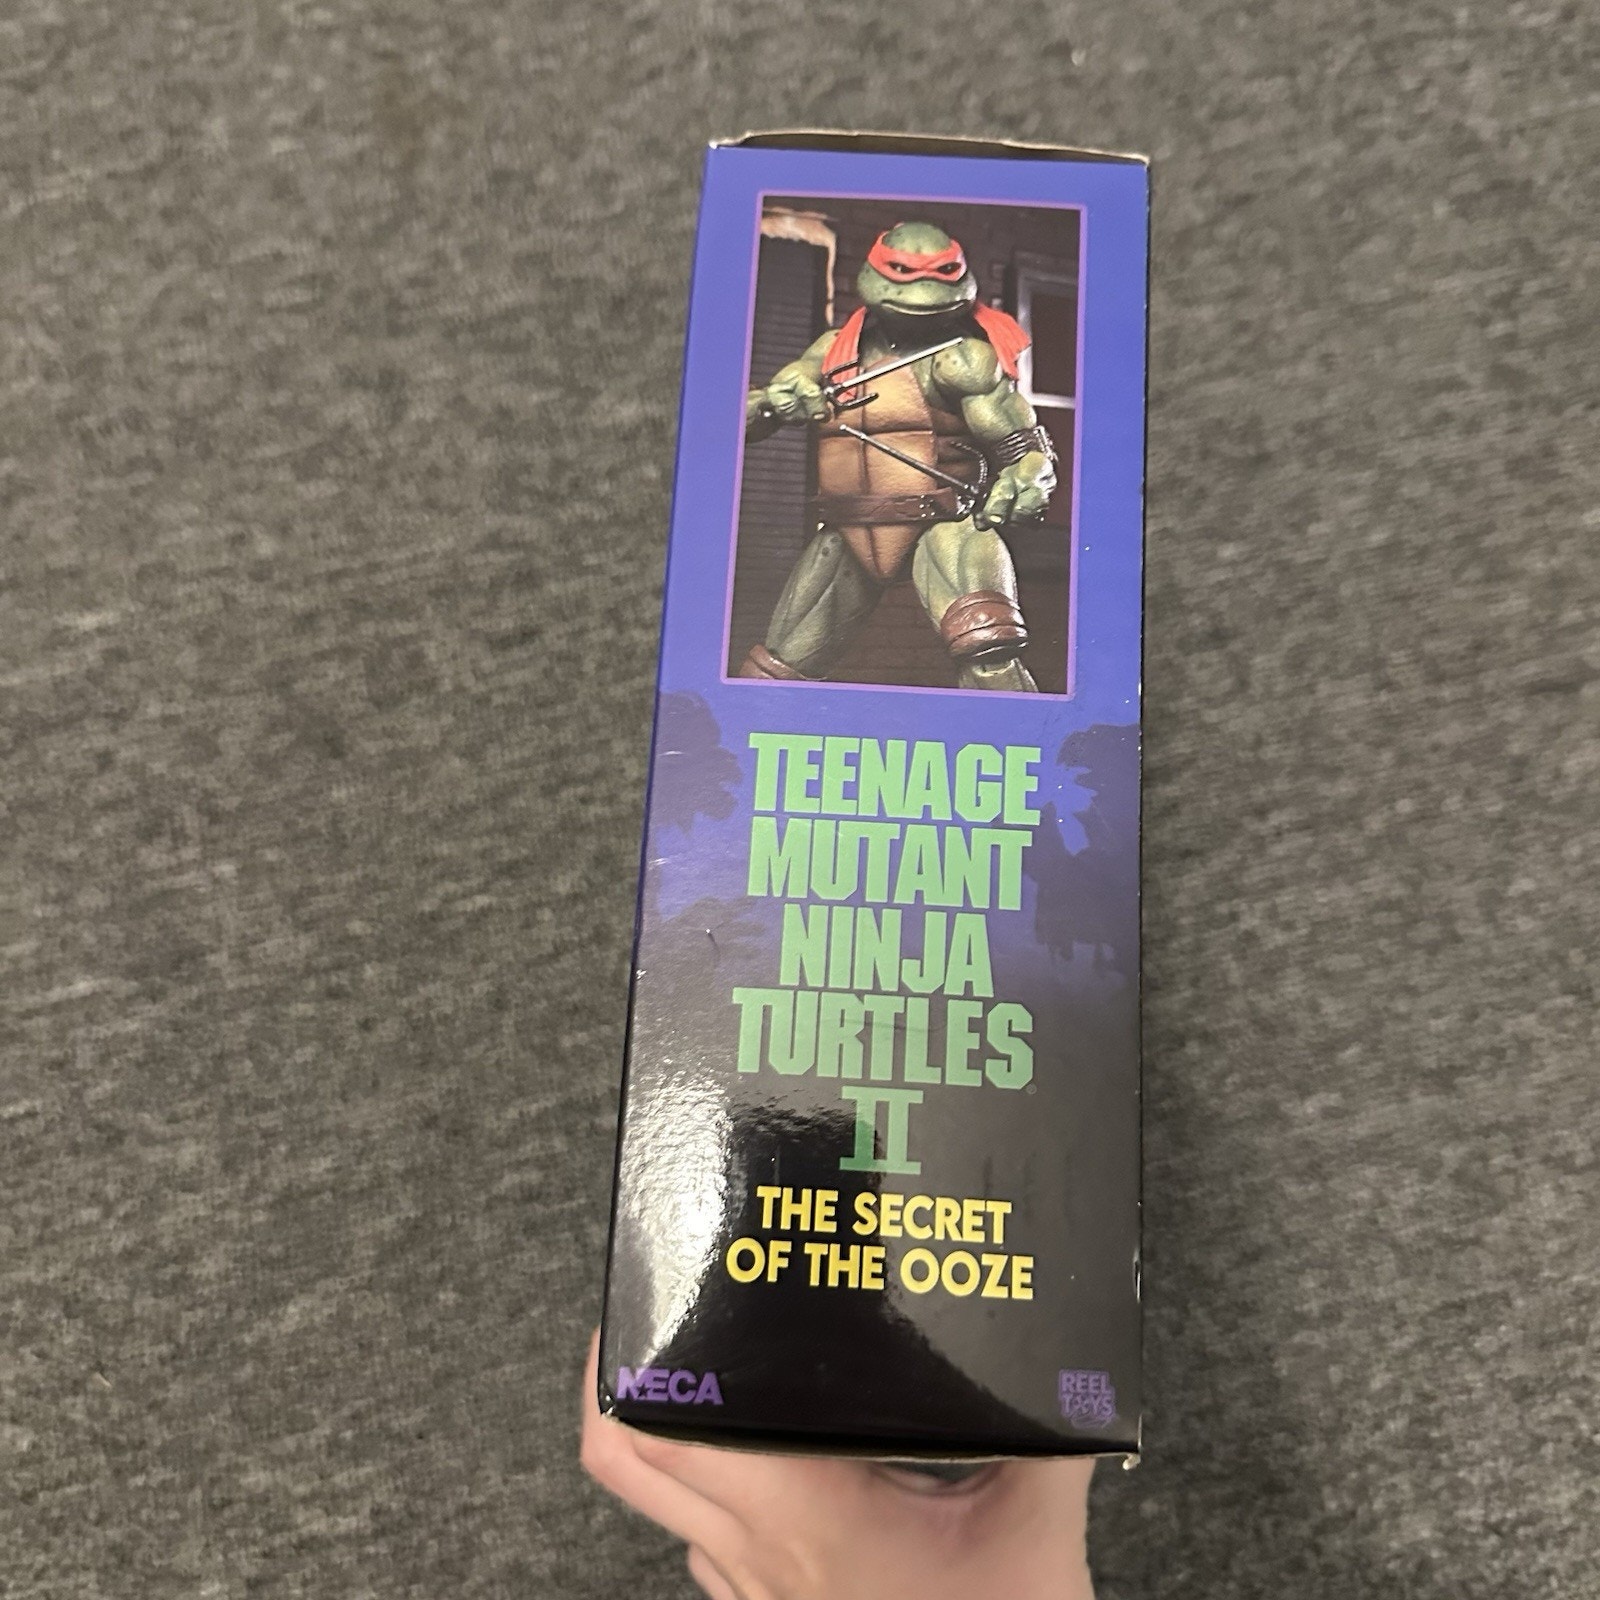 TEENAGE
MUTANT
NINJA
TURTLES
II
THE SECRET
OF THE OOZE
NECA
REEL
TOYS